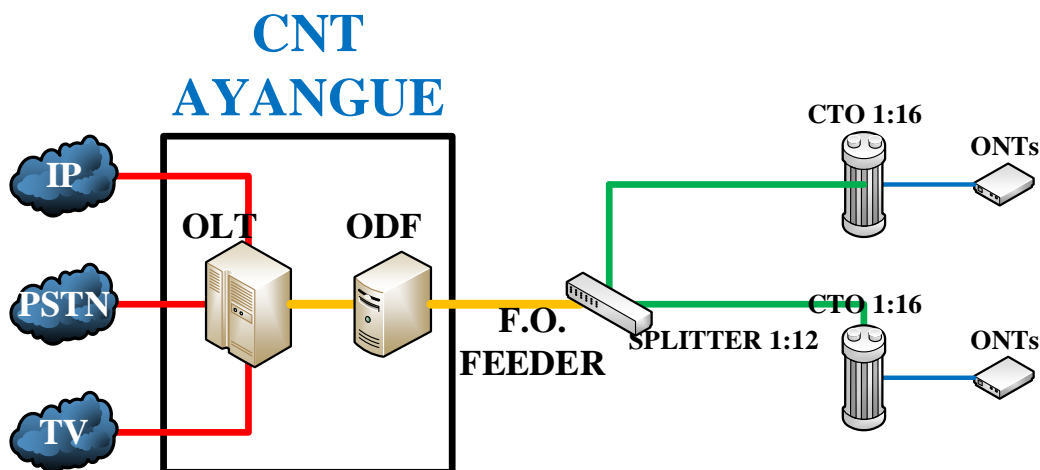 CNT
AYANGUE
CTO 1:16
ONTs
IP
OLT
ODF
PSTN
CTO 1:16
F.O.
FEEDER
SPLITTER 1:12
ONTs
TV